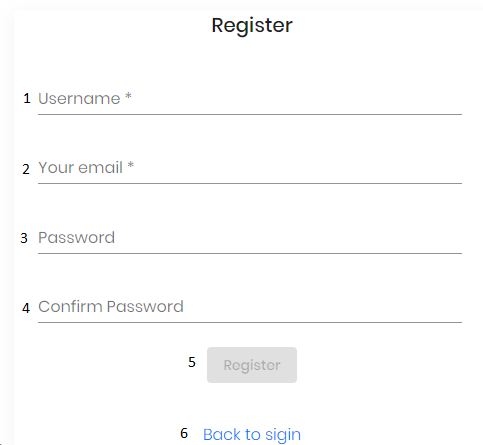 Register
1 Username *
2 Your email *
3 Password
4 Confirm Password
5 Register
6 Back to sigin